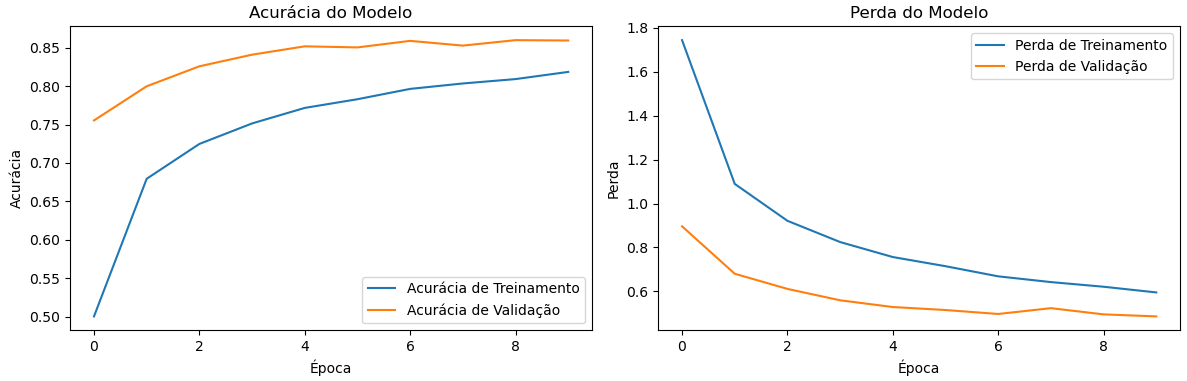 Acurácia do Modelo
Acurácia
0.85
0.80
0.75
0.70
0.65
0.60
0.55
0.50
Acurácia de Treinamento
Acurácia de Validação
0 2 4 6 8
Época
Perda do Modelo
Perda
1.8
1.6
1.4
1.2
1.0
0.8
0.6
Perda de Treinamento
Perda de Validação
0 2 4 6 8
Época